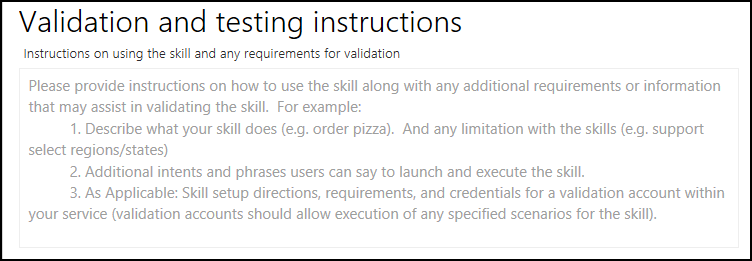 Validation and testing instructions
Instructions on using the skill and any requirements for validation
Please provide instructions on how to use the skill along with any additional requirements or information
that may assist in validating the skill.  For example:
1. Describe what your skill does (e.g. order pizza).  And any limitation with the skills (e.g. support
select regions/states)
2. Additional intents and phrases users can say to launch and execute the skill.
3. As Applicable: Skill setup directions, requirements, and credentials for a validation account within
your service (validation accounts should allow execution of any specified scenarios for the skill).